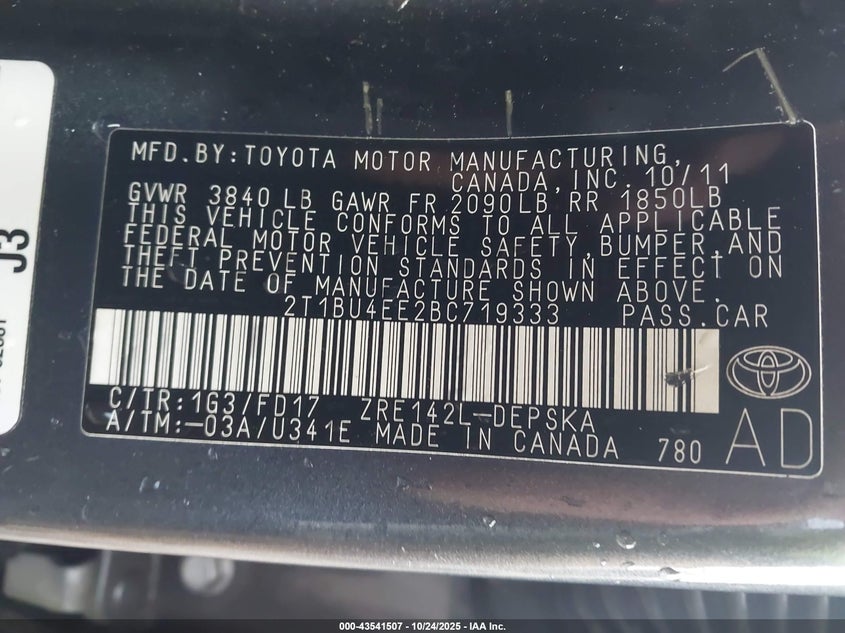 J3
MFD.BY:TOYOTA MOTOR MANUFACTURING,
CANADA,INC. 10/11
GVWR 3840 LB GAWR FR 2090LB RR 1850LB
THIS VEHICLE CONFORMS TO ALL APPLICABLE
FEDERAL MOTOR VEHICLE SAFETY,BUMPER,AND
THEFT PREVENTION STANDARDS IN EFFECT ON
THE DATE OF MANUFACTURE SHOWN ABOVE.
2T1BU4EE2BC719333 PASS.CAR
C/TR:1G3/FD17 ZRE142L-DEPSKA
A/TM:-03A/U341E MADE IN CANADA 780
AD
000-43541507 - 10/24/2025 - IAA Inc.